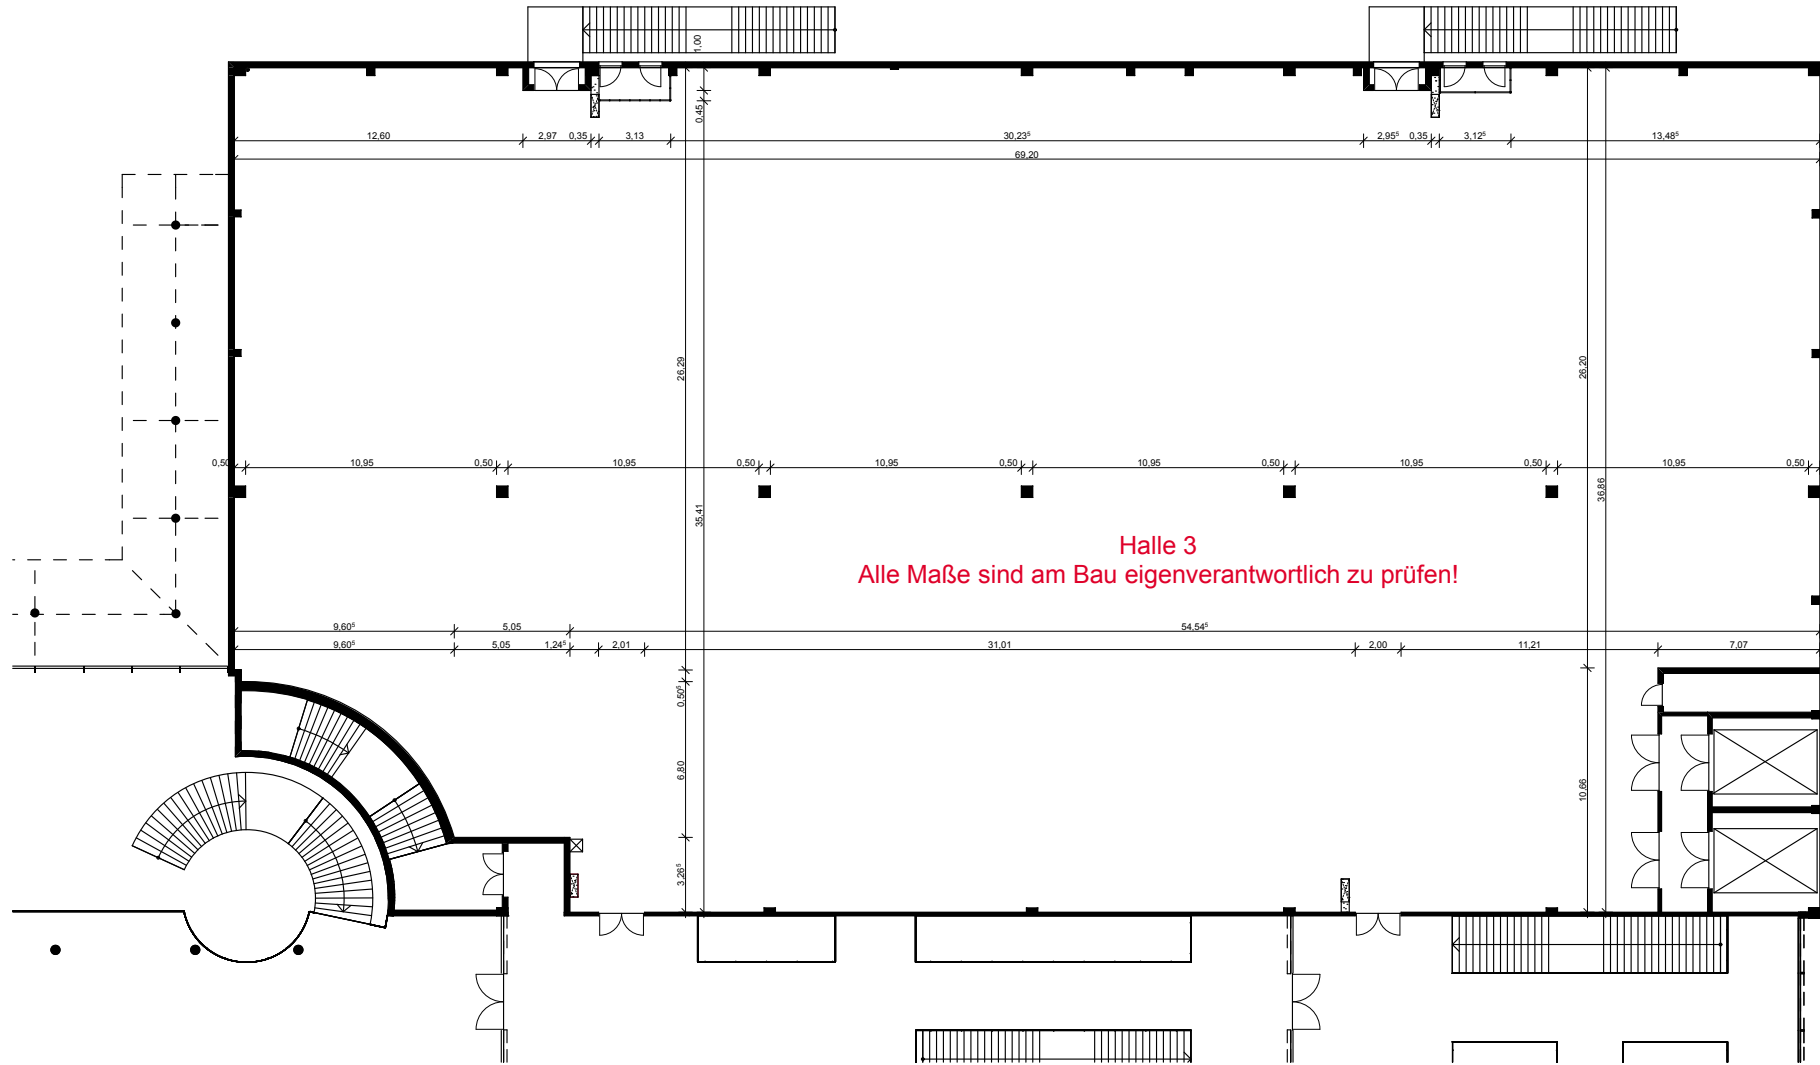 1,00
0,45
12,60 2,97 0,35 3,13 30,23⁵ 2,95⁵ 0,35 3,12⁵ 13,48⁵
69,20
26,29
26,20
0,50 10,95 0,50 10,95 0,50 10,95 0,50 10,95 0,50 10,95 0,50 10,95 0,50
35,41
36,86
Halle 3
Alle Maße sind am Bau eigenverantwortlich zu prüfen!
9,60⁵ 5,05 54,54⁵
9,60⁵ 5,05 1,24⁵ 2,01 31,01 2,00 11,21 7,07
0,50⁵
6,80
10,66
3,26⁵